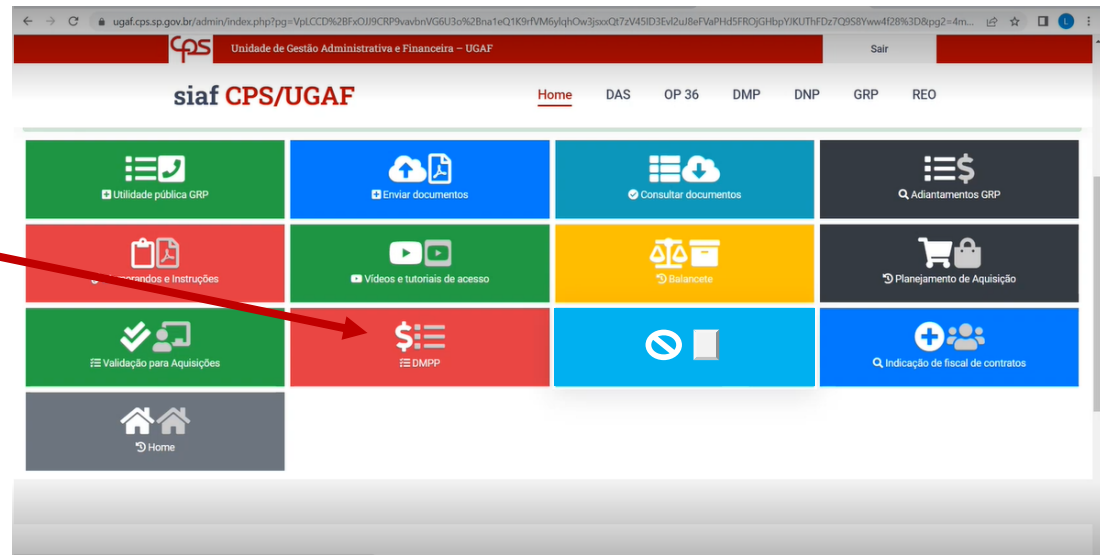 ugaf.cps.sp.gov.br/admin/index.php?pg=VpLCCD%2BFxOJJ9CRP9vavbnVG6U3o%2Bna1eQ1K9rfVM6ylqhOw3jsxxQt7zV45ID3Evl2uJ8eFVaPHd5FROjGHbpYJKUThFDz7Q9S8Yww4f28%3D&pg2=4m...
cps
Unidade de Gestão Administrativa e Financeira – UGAF
Sair
siaf CPS/UGAF
Home DAS OP 36 DMP DNP GRP REO
Utilidade pública GRP
Enviar documentos
Consultar documentos
Adiantamentos GRP
e Instruções
Vídeos e tutoriais de acesso
Balancete
Planejamento de Aquisição
Validação para Aquisições
DMPP
Indicação de fiscal de contratos
Home